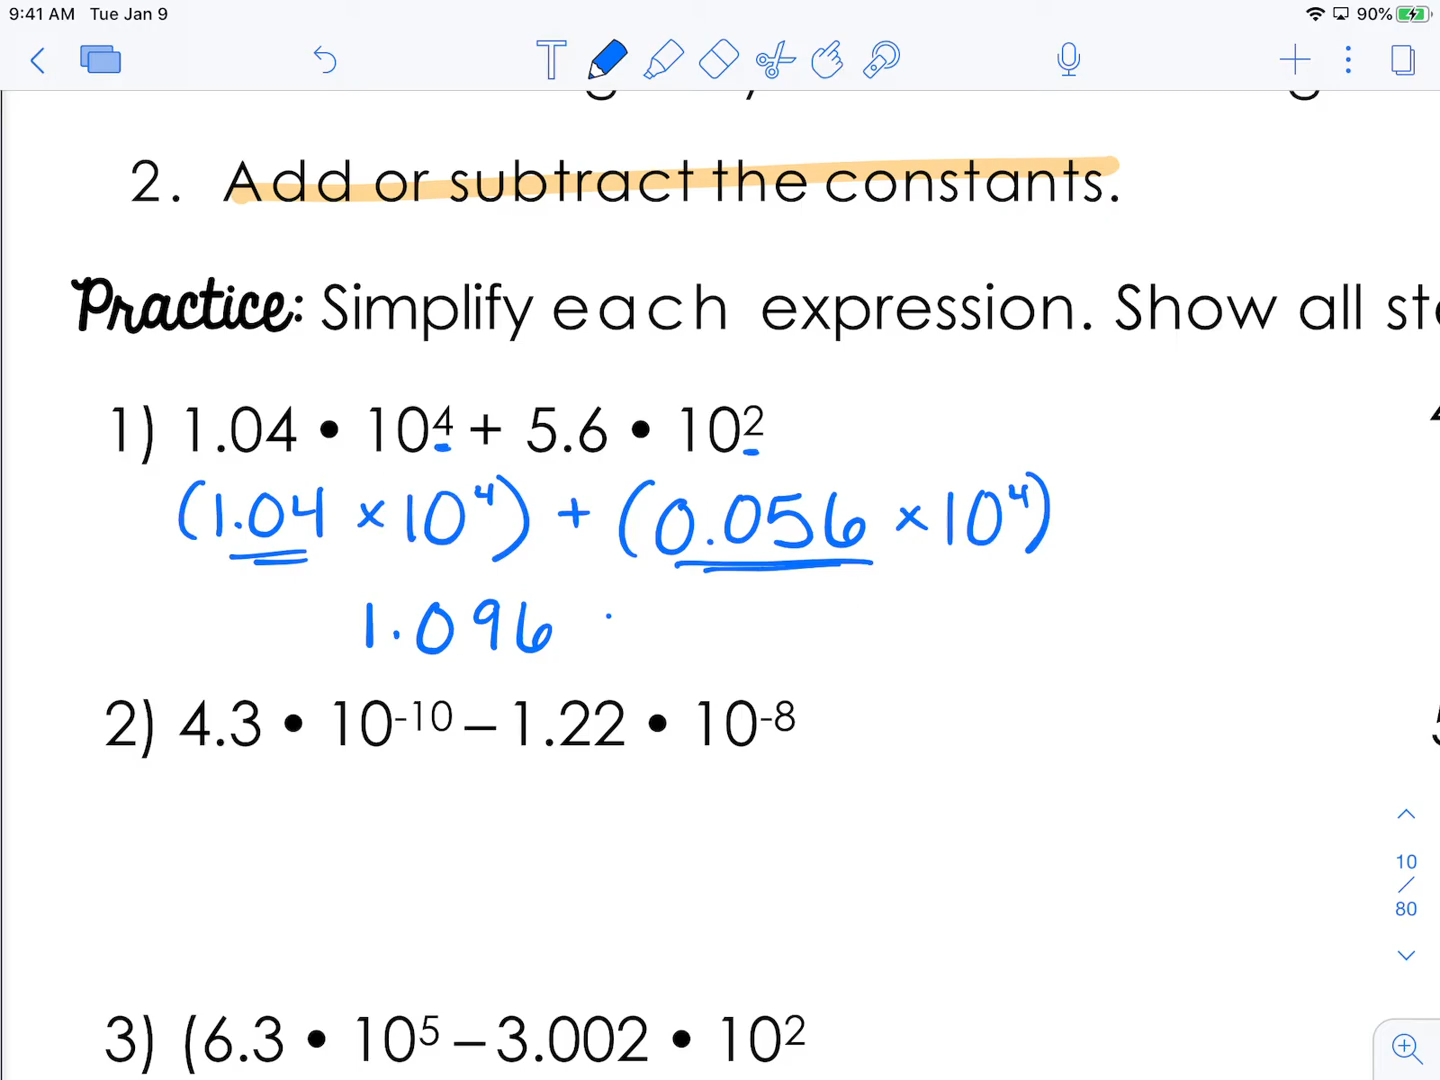 9:41 AM Tue Jan 9 90%
2. Add or subtract the constants.
Practice: Simplify each expression. Show all
1) 1.04 • 10⁴ + 5.6 • 10²
(1.04 × 10⁴) + (0.056 × 10⁴)
1.096
2) 4.3 • 10⁻¹⁰ – 1.22 • 10⁻⁸
10
/
80
3) (6.3 • 10⁵ – 3.002 • 10²